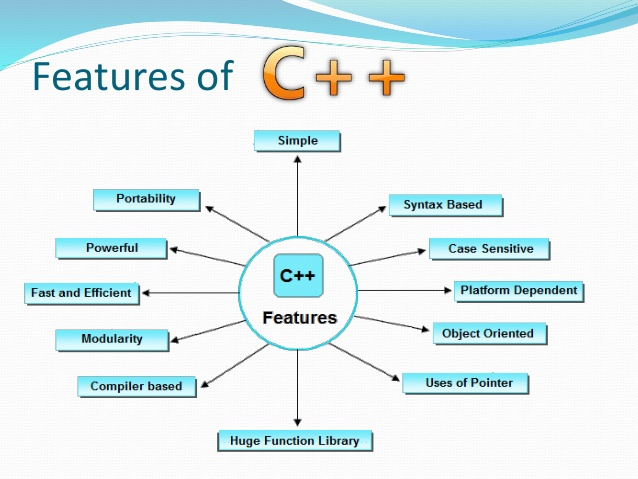 Features of C++
Simple
Portability
Syntax Based
Powerful
Case Sensitive
C++
Features
Fast and Efficient
Platform Dependent
Modularity
Object Oriented
Compiler based
Uses of Pointer
Huge Function Library